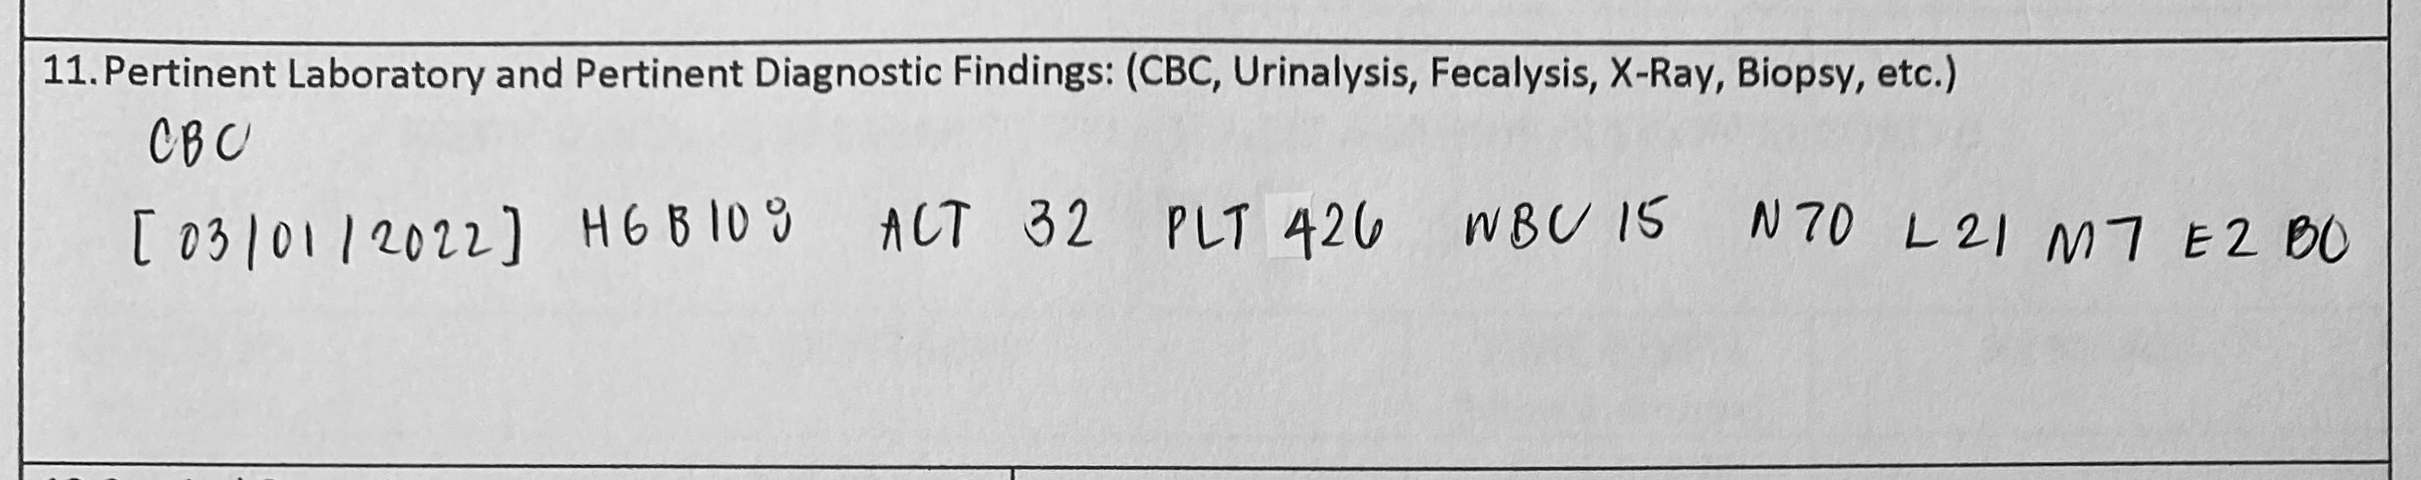 11. Pertinent Laboratory and Pertinent Diagnostic Findings: (CBC, Urinalysis, Fecalysis, X-Ray, Biopsy, etc.)
CBC
[03/01/2022] HGB 109 ACT 32 PLT 426 WBC 15 N 70 L 21 M 7 E 2 B0